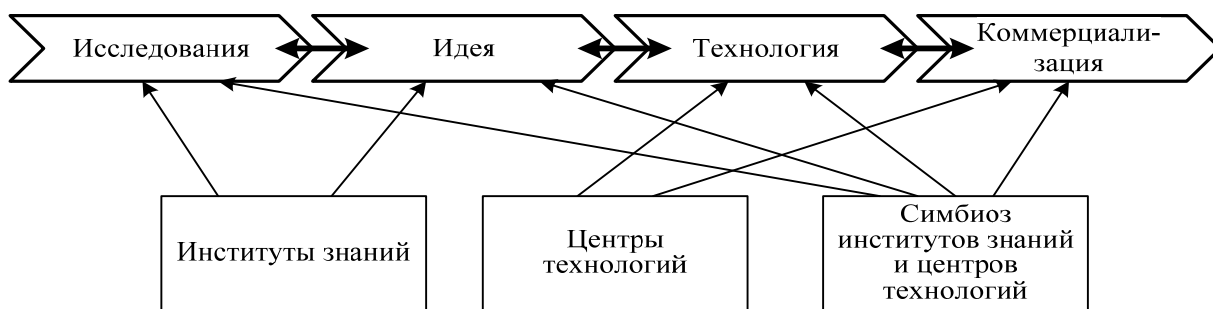 Исследования
Идея
Технология
Коммерциали-
зация
Институты знаний
Центры
технологий
Симбиоз
институтов знаний
и центров
технологий